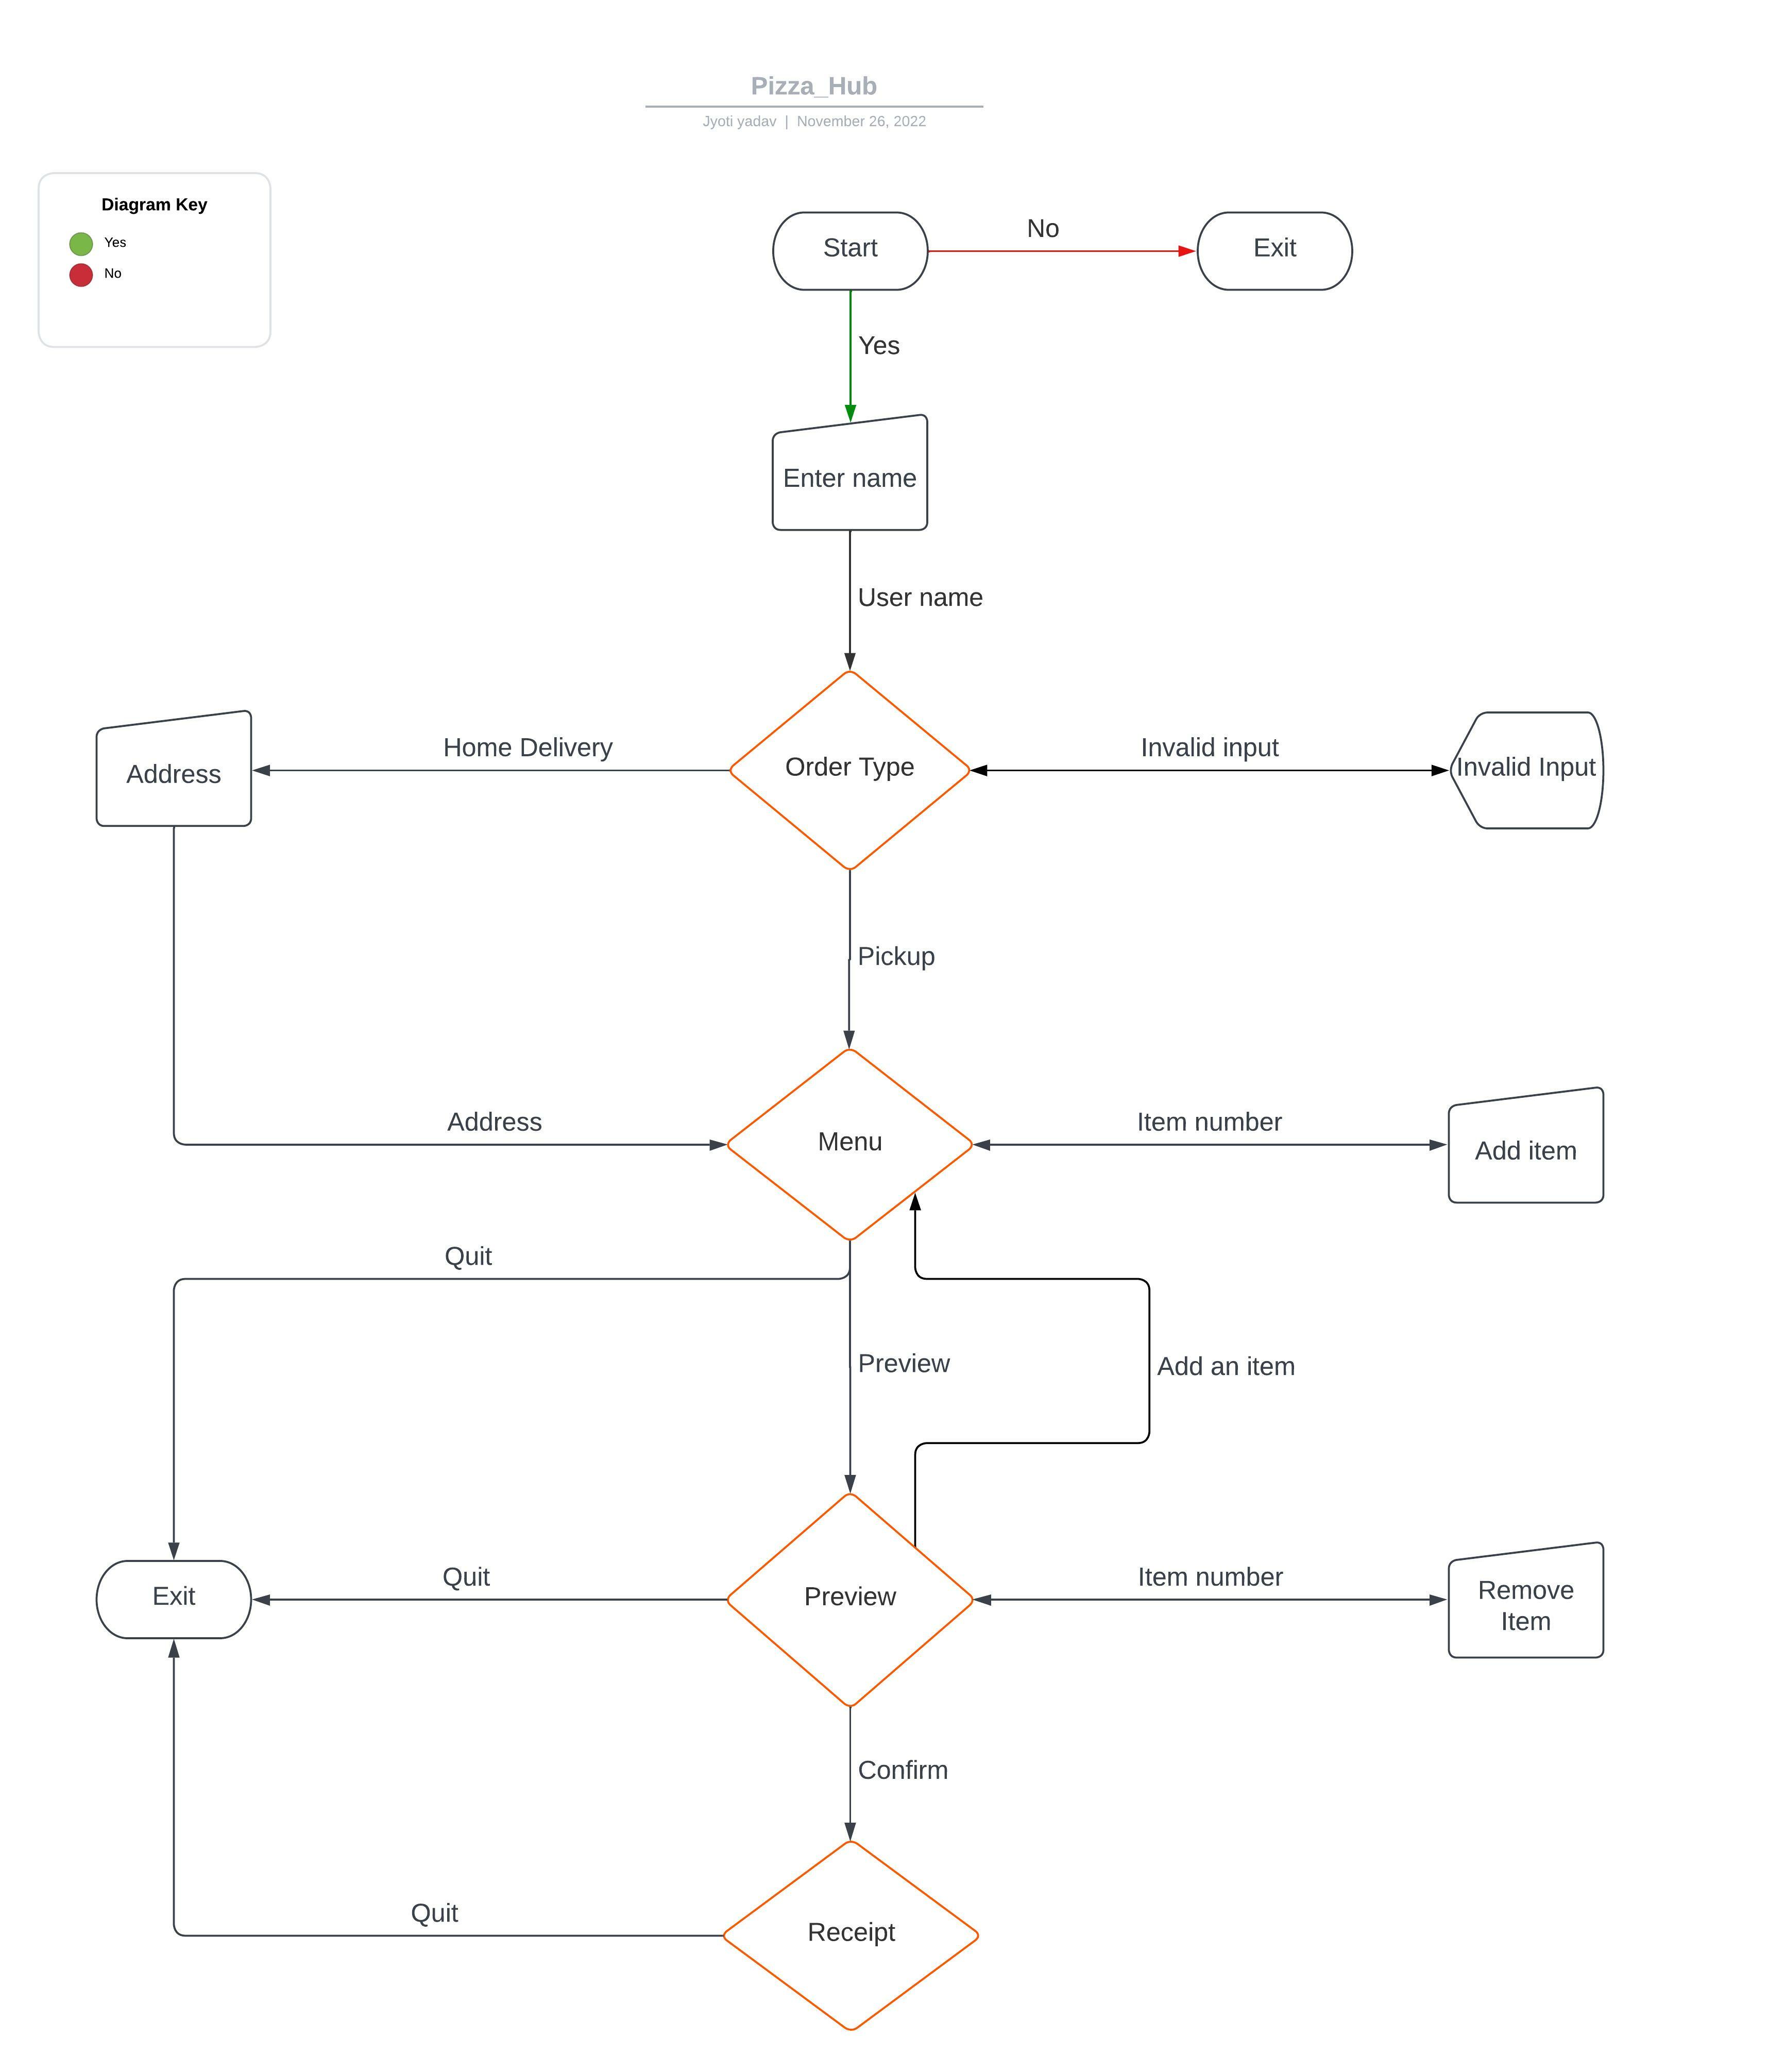 Pizza_Hub
Jyoti yadav | November 26, 2022
Diagram Key
Yes
No
Start
No
Exit
Yes
Enter name
User name
Address
Home Delivery
Order Type
Invalid input
Invalid Input
Pickup
Address
Menu
Item number
Add item
Quit
Preview
Add an item
Exit
Quit
Preview
Item number
Remove
Item
Confirm
Quit
Receipt